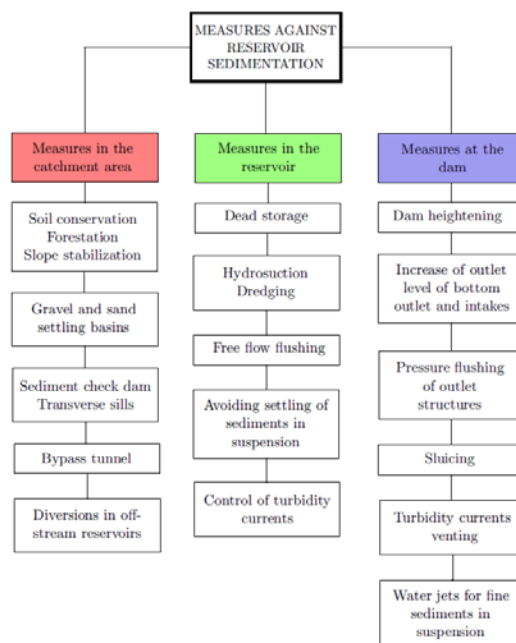 MEASURES AGAINST
RESERVOIR
SEDIMENTATION
Measures in the
catchment area
Soil conservation
Forestation
Slope stabilization
Gravel and sand
settling basins
Sediment check dam
Transverse sills
Bypass tunnel
Diversions in off-
stream reservoirs
Measures in the
reservoir
Dead storage
Hydrosuction
Dredging
Free flow flushing
Avoiding settling of
sediments in
suspension
Control of turbidity
currents
Measures at the
dam
Dam heightening
Increase of outlet
level of bottom
outlet and intakes
Pressure flushing
of outlet
structures
Sluicing
Turbidity currents
venting
Water jets for fine
sediments in
suspension